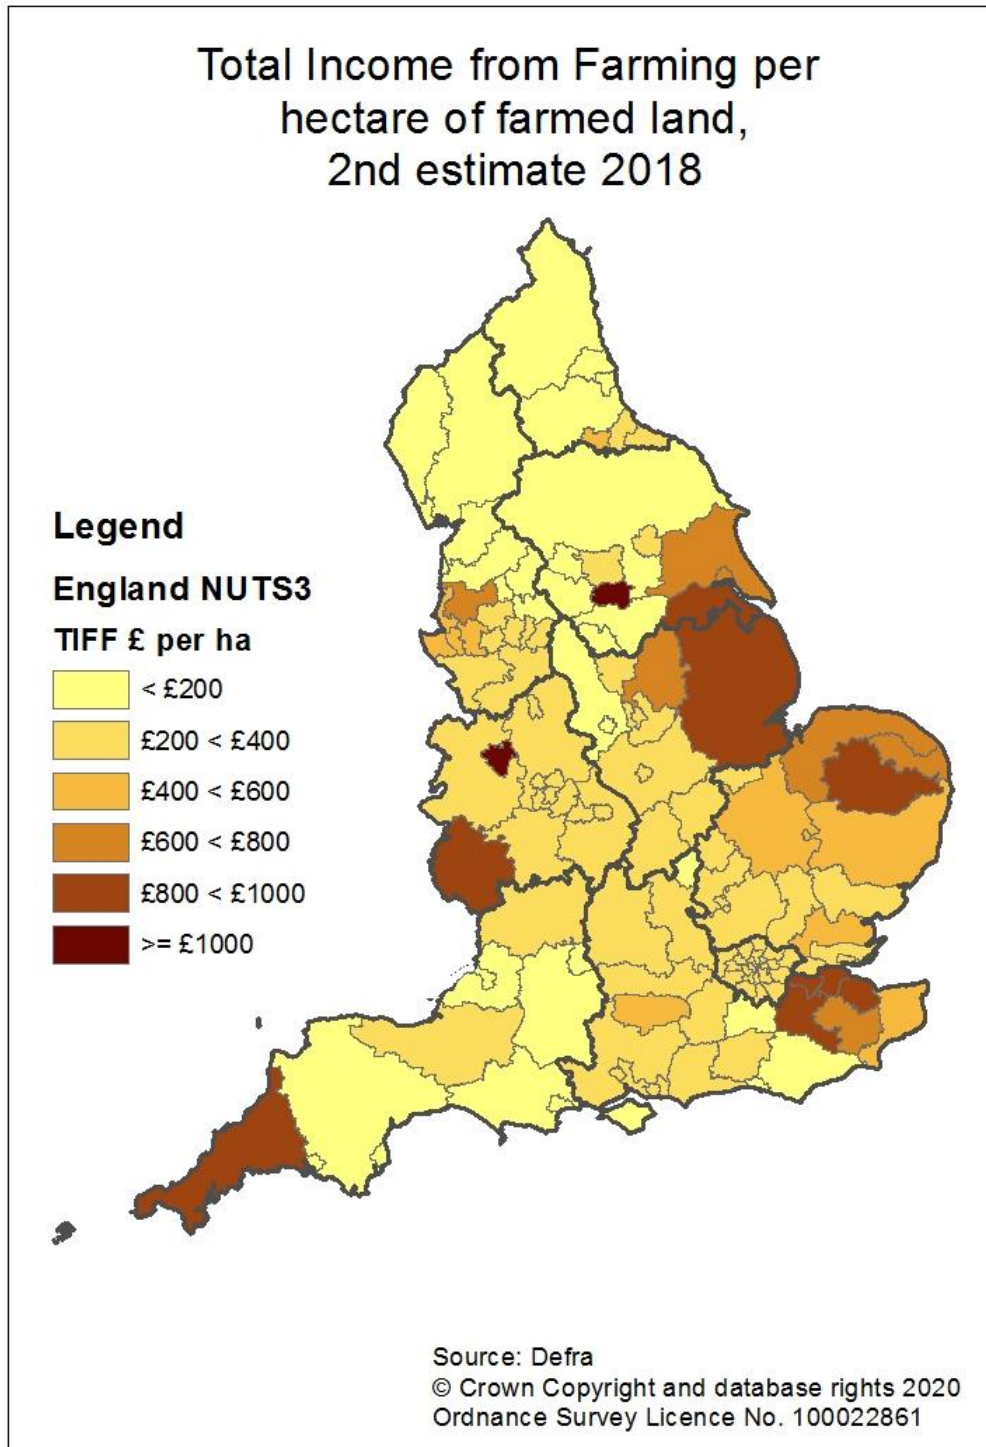 Total Income from Farming per
hectare of farmed land,
2nd estimate 2018
Legend
England NUTS3
TIFF £ per ha
< £200
£200 < £400
£400 < £600
£600 < £800
£800 < £1000
>= £1000
Source: Defra
© Crown Copyright and database rights 2020
Ordnance Survey Licence No. 100022861